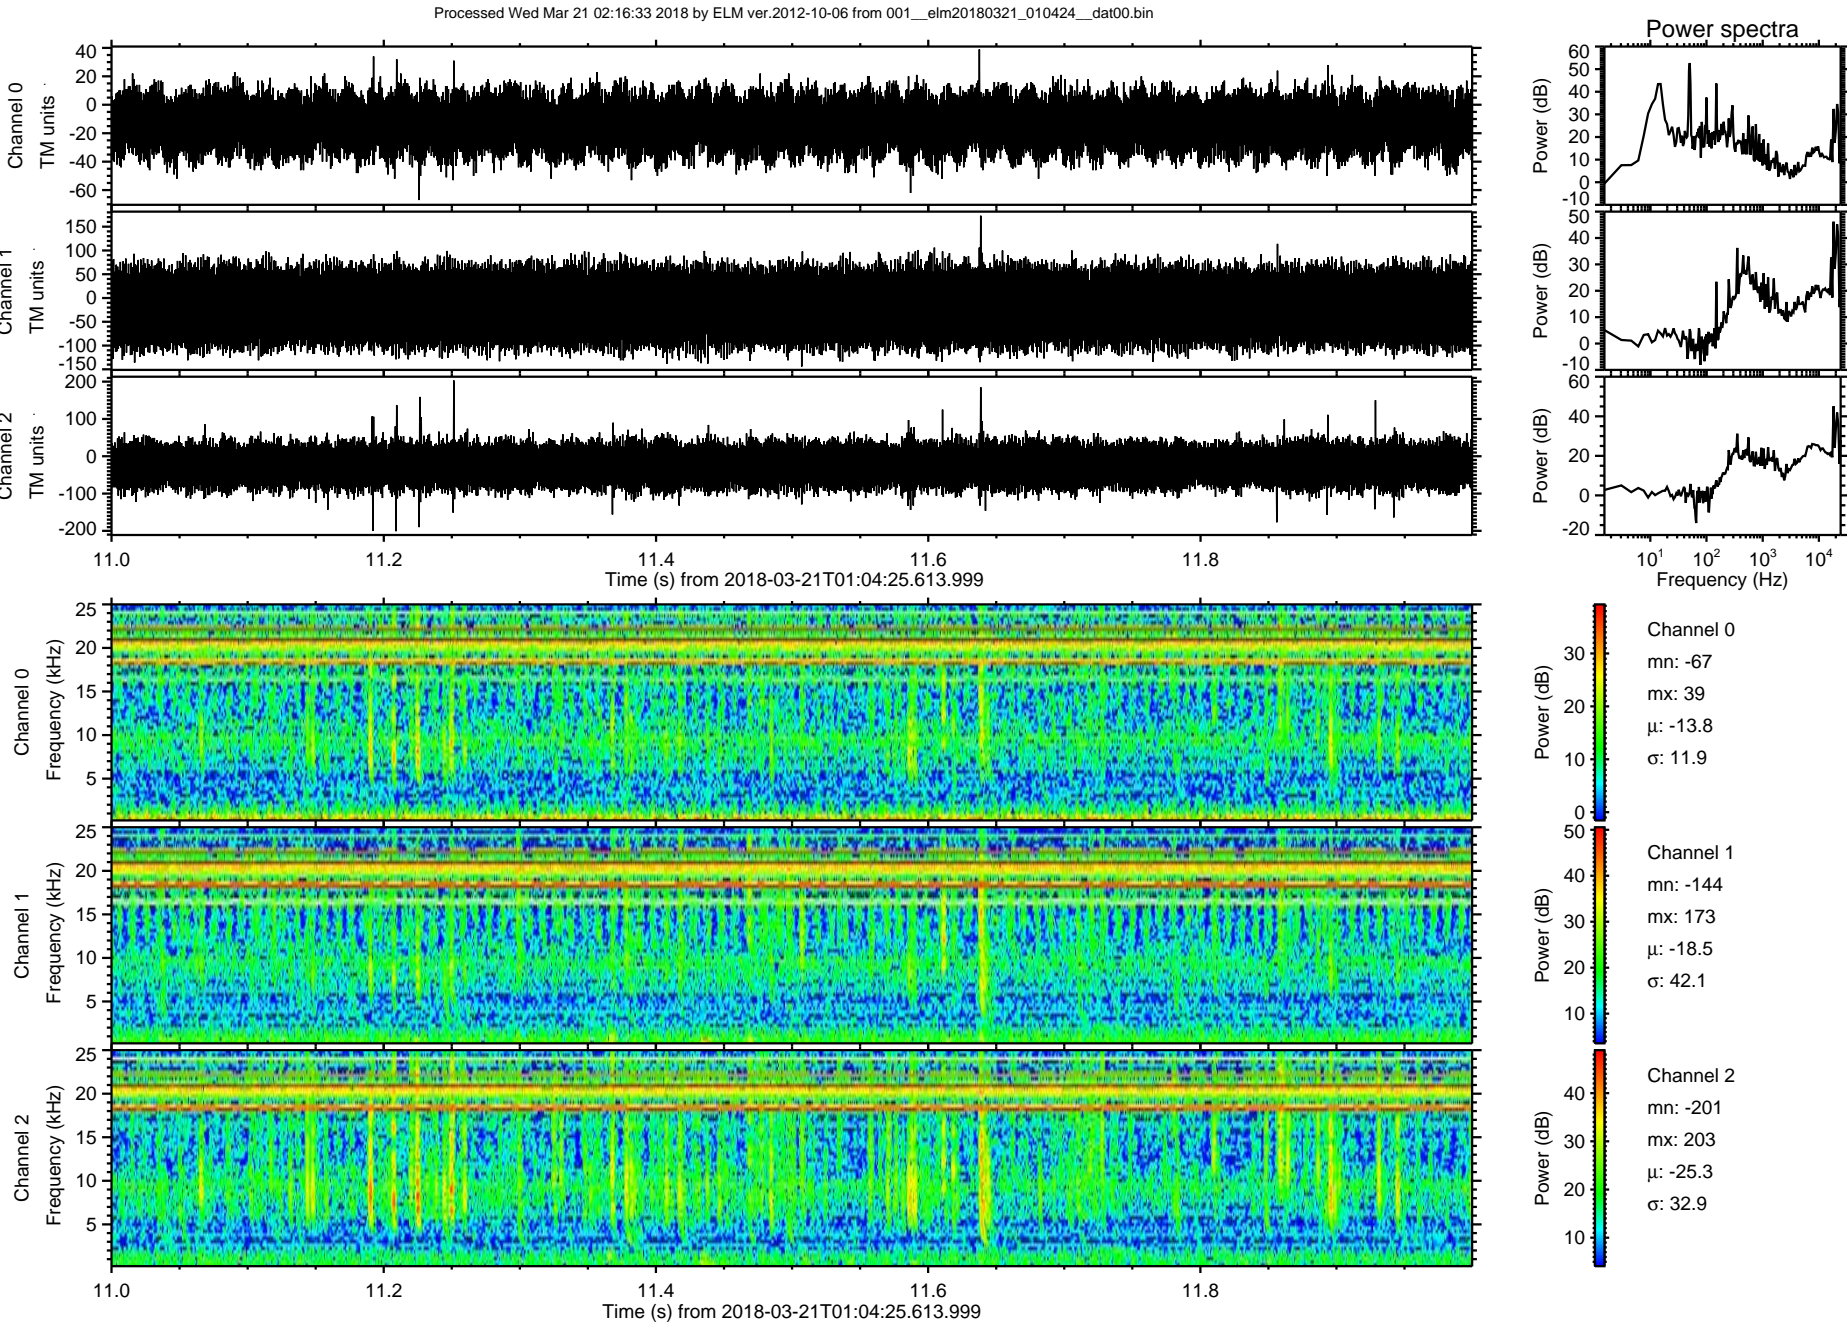 Processed Wed Mar 21 02:16:33 2018 by ELM ver.2012-10-06 from 001__elm20180321_010424__dat00.bin
Power spectra
Channel 0
TM units
40
20
0
-20
-40
-60
Power (dB)
60
50
40
30
20
10
0
-10
Channel 1
TM units
150
100
50
0
-50
-100
-150
Power (dB)
50
40
30
20
10
0
-10
Channel 2
TM units
200
100
0
-100
-200
Power (dB)
60
40
20
0
-20
11.0 11.2 11.4 11.6 11.8
Time (s) from 2018-03-21T01:04:25.613.999
10^1 10^2 10^3 10^4
Frequency (Hz)
Channel 0
Frequency (kHz)
25
20
15
10
5
Power (dB)
30
20
10
0
Channel 0
mn: -67
mx: 39
μ: -13.8
σ: 11.9
Channel 1
Frequency (kHz)
25
20
15
10
5
Power (dB)
50
40
30
20
10
Channel 1
mn: -144
mx: 173
μ: -18.5
σ: 42.1
Channel 2
Frequency (kHz)
25
20
15
10
5
Power (dB)
40
30
20
10
Channel 2
mn: -201
mx: 203
μ: -25.3
σ: 32.9
11.0 11.2 11.4 11.6 11.8
Time (s) from 2018-03-21T01:04:25.613.999